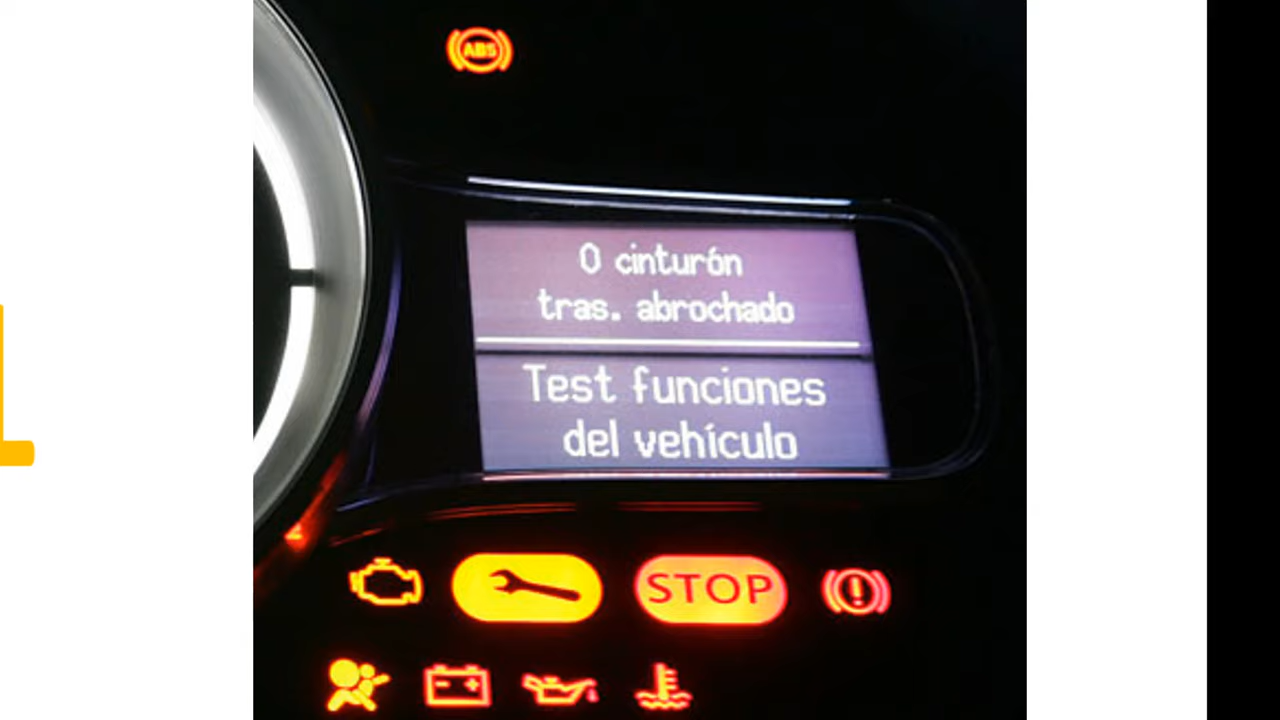 ABS
0 cinturón
tras. abrochado
Test funciones
del vehículo
STOP